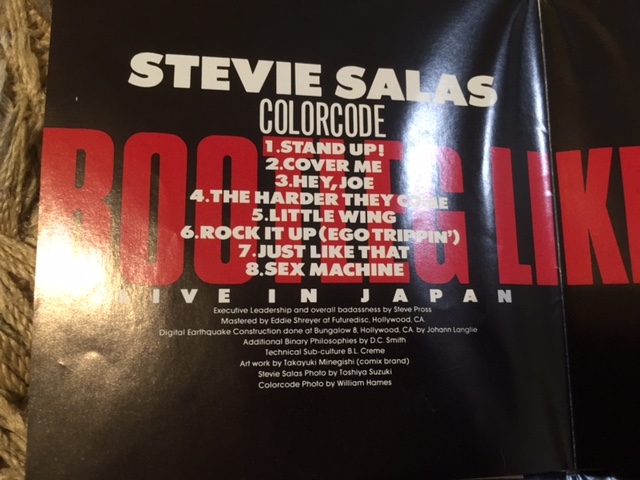 STEVIE SALAS
COLORCODE
BOOTLEG LIKE
1.STAND UP!
2.COVER ME
3.HEY, JOE
4.THE HARDER THEY COME
5.LITTLE WING
6.ROCK IT UP (EGO TRIPPIN')
7.JUST LIKE THAT
8.SEX MACHINE
LIVE IN JAPAN
Executive Leadership and overall badassness by Steve Pross
Mastered by Eddie Shreyer at Futuredisc, Hollywood, CA.
Digital Earthquake Construction done at Bungalow 8, Hollywood, CA. by Johann Langlie
Additional Binary Philosophies by D.C. Smith
Technical Sub-culture B.L. Creme
Art work by Takayuki Minegishi (comix brand)
Stevie Salas Photo by Toshiya Suzuki
Colorcode Photo by William Hames